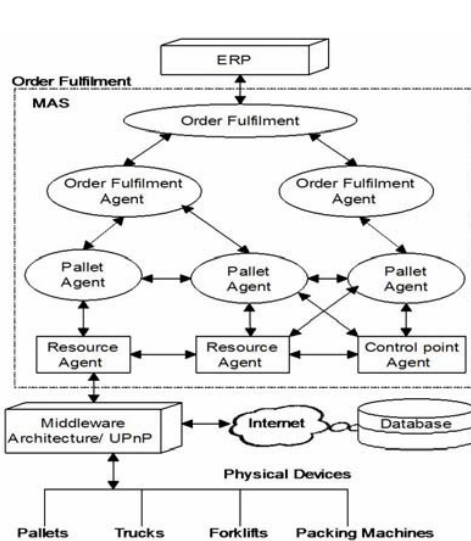 ERP
Order Fulfilment
MAS
Order Fulfilment
Order Fulfilment
Agent
Order Fulfilment
Agent
Pallet
Agent
Pallet
Agent
Pallet
Agent
Resource
Agent
Resource
Agent
Control point
Agent
Middleware
Architecture/ UPnP
Internet
Database
Physical Devices
Pallets
Trucks
Forklifts
Packing Machines